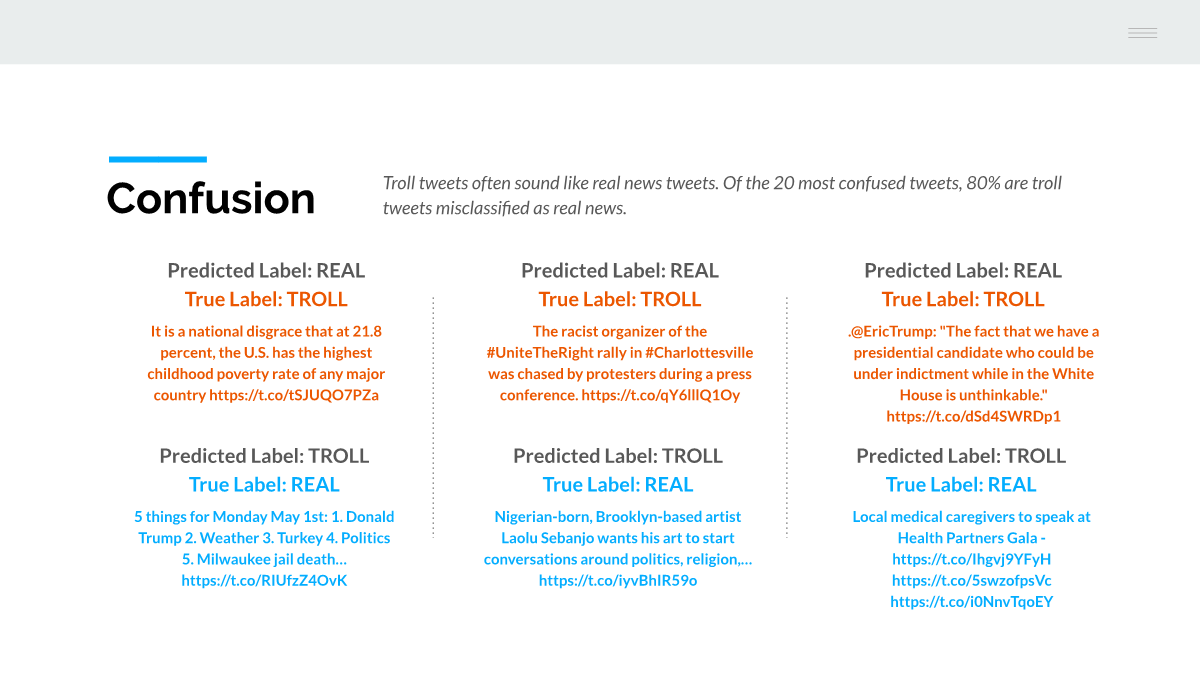 Confusion
Troll tweets often sound like real news tweets. Of the 20 most confused tweets, 80% are troll
tweets misclassified as real news.
Predicted Label: REAL
True Label: TROLL
It is a national disgrace that at 21.8
percent, the U.S. has the highest
childhood poverty rate of any major
country https://t.co/tSJUQO7PZa
Predicted Label: REAL
True Label: TROLL
The racist organizer of the
#UniteTheRight rally in #Charlottesville
was chased by protesters during a press
conference. https://t.co/qY6lllQ1Oy
Predicted Label: REAL
True Label: TROLL
.@EricTrump: "The fact that we have a
presidential candidate who could be
under indictment while in the White
House is unthinkable."
https://t.co/dSd4SWRDp1
Predicted Label: TROLL
True Label: REAL
5 things for Monday May 1st: 1. Donald
Trump 2. Weather 3. Turkey 4. Politics
5. Milwaukee jail death…
https://t.co/RIUfzZ4OvK
Predicted Label: TROLL
True Label: REAL
Nigerian-born, Brooklyn-based artist
Laolu Sebanjo wants his art to start
conversations around politics, religion,…
https://t.co/iyvBhIR59o
Predicted Label: TROLL
True Label: REAL
Local medical caregivers to speak at
Health Partners Gala -
https://t.co/Ihgvj9YFyH
https://t.co/5swzofpsVc
https://t.co/i0NnvTqoEY